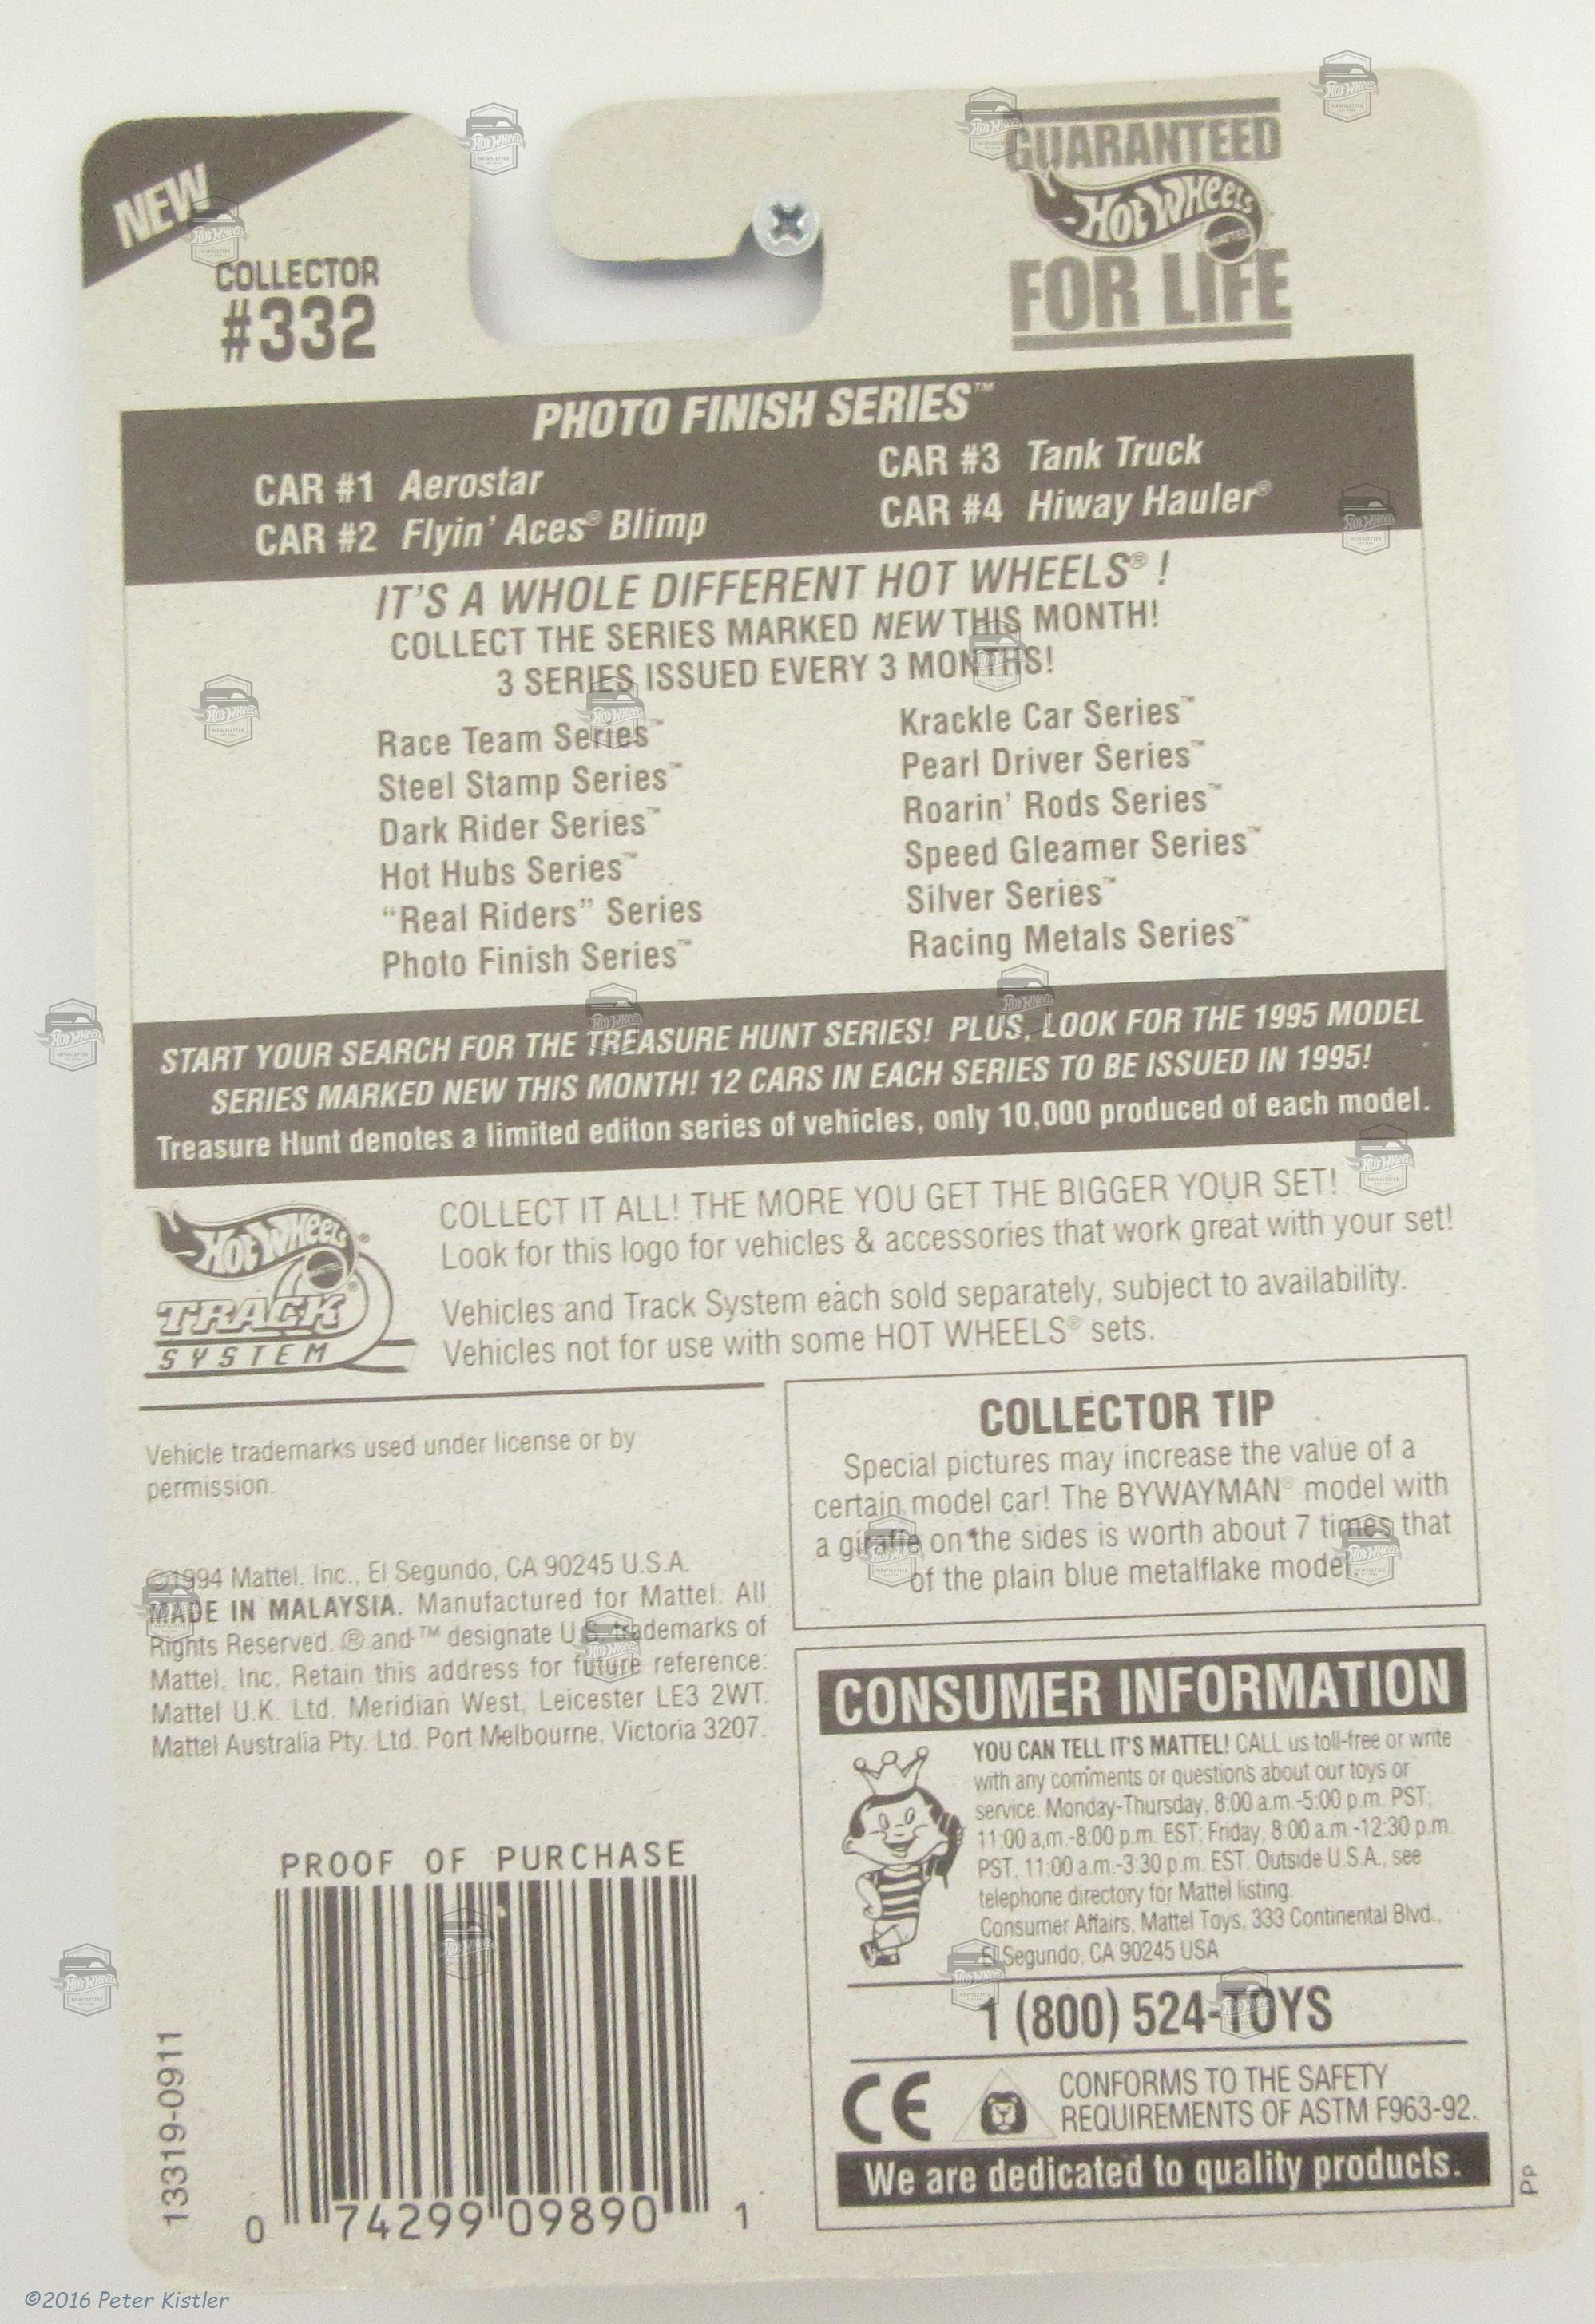 NEW
COLLECTOR
#332
GUARANTEED
HOT WHEELS
MATTEL
FOR LIFE
PHOTO FINISH SERIES™
CAR #1 Aerostar
CAR #2 Flyin' Aces® Blimp
CAR #3 Tank Truck
CAR #4 Hiway Hauler®
IT'S A WHOLE DIFFERENT HOT WHEELS® !
COLLECT THE SERIES MARKED NEW THIS MONTH!
3 SERIES ISSUED EVERY 3 MONTHS!
Race Team Series™
Steel Stamp Series™
Dark Rider Series™
Hot Hubs Series™
“Real Riders” Series
Photo Finish Series™
Krackle Car Series™
Pearl Driver Series™
Roarin' Rods Series™
Speed Gleamer Series™
Silver Series™
Racing Metals Series™
START YOUR SEARCH FOR THE TREASURE HUNT SERIES! PLUS, LOOK FOR THE 1995 MODEL
SERIES MARKED NEW THIS MONTH! 12 CARS IN EACH SERIES TO BE ISSUED IN 1995!
Treasure Hunt denotes a limited editon series of vehicles, only 10,000 produced of each model.
HOT WHEELS®
TRACK®
SYSTEM
COLLECT IT ALL! THE MORE YOU GET THE BIGGER YOUR SET!
Look for this logo for vehicles & accessories that work great with your set!
Vehicles and Track System each sold separately, subject to availability.
Vehicles not for use with some HOT WHEELS® sets.
Vehicle trademarks used under license or by
permission.
©1994 Mattel, Inc., El Segundo, CA 90245 U.S.A.
MADE IN MALAYSIA. Manufactured for Mattel. All
Rights Reserved. ® and ™ designate U.S. trademarks of
Mattel, Inc. Retain this address for future reference:
Mattel U.K. Ltd. Meridian West, Leicester LE3 2WT.
Mattel Australia Pty. Ltd. Port Melbourne, Victoria 3207.
COLLECTOR TIP
Special pictures may increase the value of a
certain model car! The BYWAYMAN® model with
a giraffe on the sides is worth about 7 times that
of the plain blue metalflake model
CONSUMER INFORMATION
YOU CAN TELL IT'S MATTEL! CALL us toll-free or write
with any comments or questions about our toys or
service. Monday-Thursday, 8:00 a.m.-5:00 p.m. PST;
11:00 a.m.-8:00 p.m. EST; Friday, 8:00 a.m.-12:30 p.m.
PST, 11:00 a.m.-3:30 p.m. EST. Outside U.S.A., see
telephone directory for Mattel listing.
Consumer Affairs, Mattel Toys, 333 Continental Blvd.,
El Segundo, CA 90245 USA
1 (800) 524-TOYS
CE
CONFORMS TO THE SAFETY
REQUIREMENTS OF ASTM F963-92.
We are dedicated to quality products.
Pp
PROOF OF PURCHASE
0 74299 09890 1
13319-0911
©2016 Peter Kistler